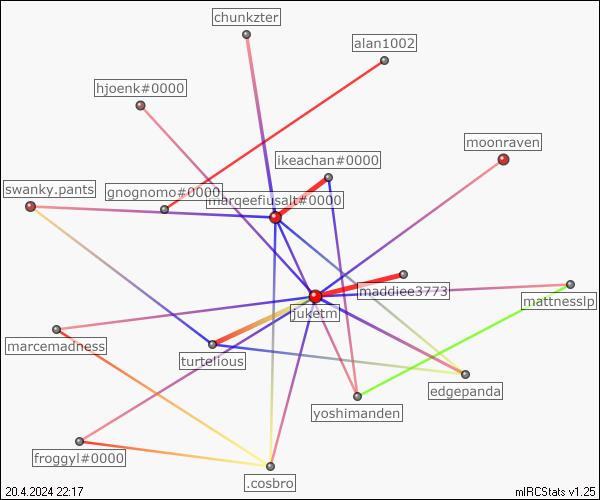 chunkzter
alan1002
hjoenk#0000
moonraven
ikeachan#0000
swanky.pants
gnognomo#0000
marqeefiusalt#0000
maddiee3773
mattnesslp
juketm
marcemadness
turtelious
edgepanda
yoshimanden
froggyl#0000
.cosbro
20.4.2024 22:17
mIRCStats v1.25